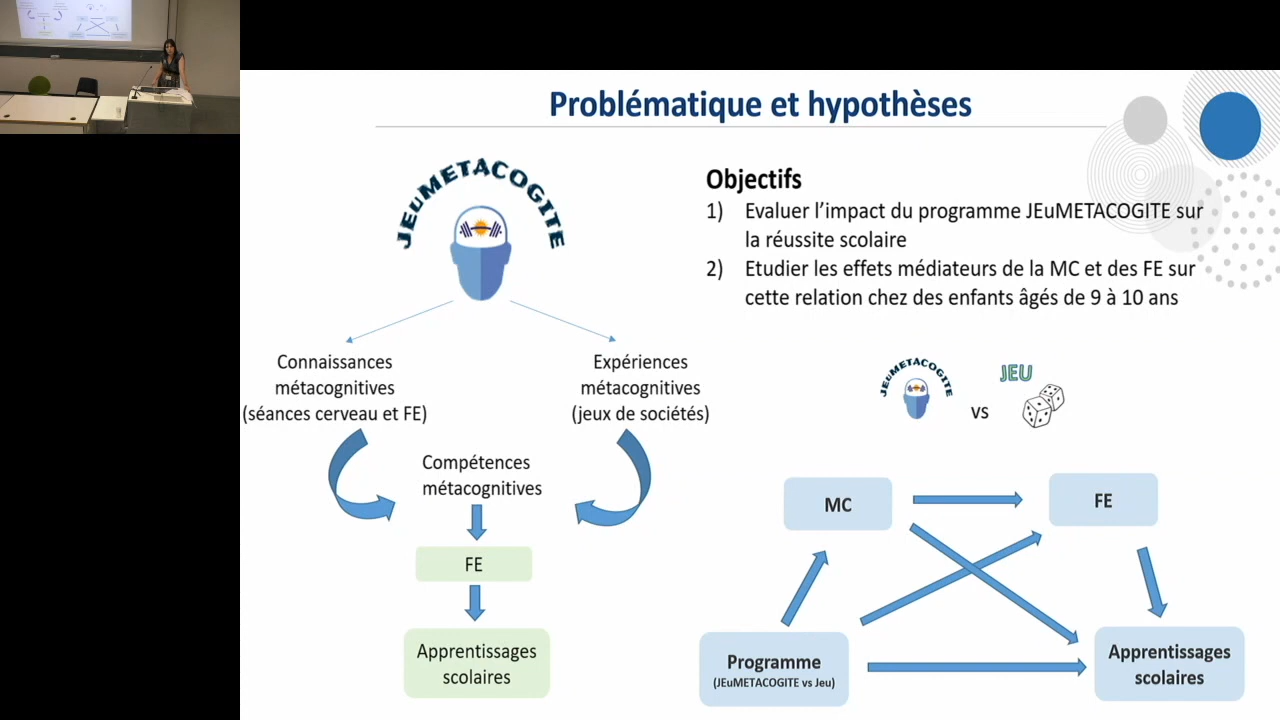 Problématique et hypothèses
JEuMETACOGITE
Objectifs
1) Evaluer l'impact du programme JEuMETACOGITE sur
la réussite scolaire
2) Etudier les effets médiateurs de la MC et des FE sur
cette relation chez des enfants âgés de 9 à 10 ans
Connaissances
métacognitives
(séances cerveau et FE)
Expériences
métacognitives
(jeux de sociétés)
Compétences
métacognitives
FE
Apprentissages
scolaires
JEuMETACOGITE
vs
JEU
MC
FE
Programme
(JEuMETACOGITE vs Jeu)
Apprentissages
scolaires